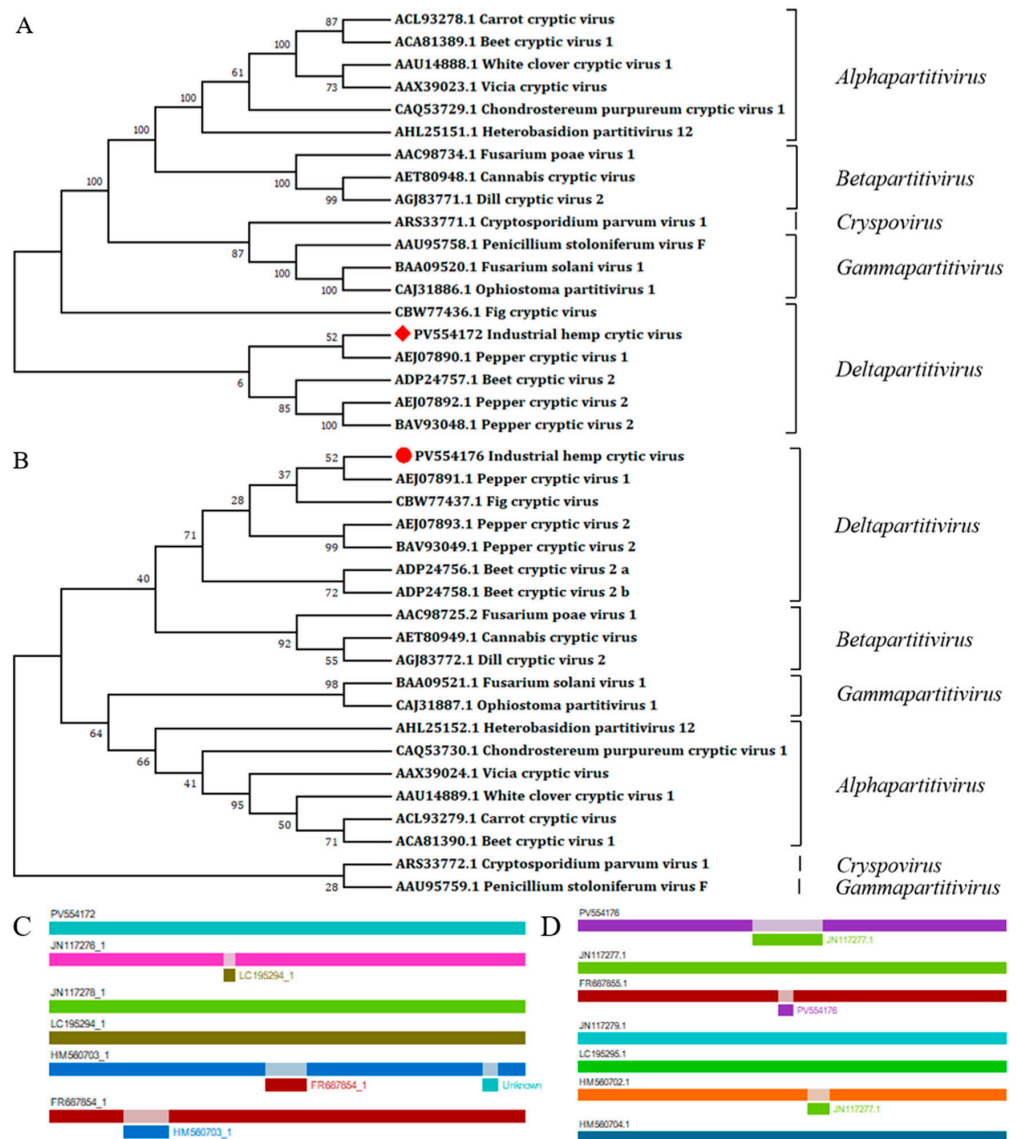 A
87
ACL93278.1 Carrot cryptic virus
100
ACA81389.1 Beet cryptic virus 1
61
AAU14888.1 White clover cryptic virus 1
73
AAX39023.1 Vicia cryptic virus
Alphapartitivirus
100
CAQ53729.1 Chondrostereum purpureum cryptic virus 1
100
AHL25151.1 Heterobasidion partitivirus 12
AAC98734.1 Fusarium poae virus 1
100
AET80948.1 Cannabis cryptic virus
Betapartitivirus
100
99
AGJ83771.1 Dill cryptic virus 2
ARS33771.1 Cryptosporidium parvum virus 1
Cryspovirus
87
AAU95758.1 Penicillium stoloniferum virus F
100
BAA09520.1 Fusarium solani virus 1
Gammapartitivirus
100
CAJ31886.1 Ophiostoma partitivirus 1
CBW77436.1 Fig cryptic virus
52
PV554172 Industrial hemp crytic virus
AEJ07890.1 Pepper cryptic virus 1
Deltapartitivirus
6
ADP24757.1 Beet cryptic virus 2
85
AEJ07892.1 Pepper cryptic virus 2
100
BAV93048.1 Pepper cryptic virus 2
B
52
PV554176 Industrial hemp crytic virus
37
AEJ07891.1 Pepper cryptic virus 1
28
CBW77437.1 Fig cryptic virus
71
AEJ07893.1 Pepper cryptic virus 2
Deltapartitivirus
99
BAV93049.1 Pepper cryptic virus 2
40
ADP24756.1 Beet cryptic virus 2 a
72
ADP24758.1 Beet cryptic virus 2 b
AAC98725.2 Fusarium poae virus 1
92
AET80949.1 Cannabis cryptic virus
Betapartitivirus
55
AGJ83772.1 Dill cryptic virus 2
98
BAA09521.1 Fusarium solani virus 1
Gammapartitivirus
CAJ31887.1 Ophiostoma partitivirus 1
64
AHL25152.1 Heterobasidion partitivirus 12
66
CAQ53730.1 Chondrostereum purpureum cryptic virus 1
41
AAX39024.1 Vicia cryptic virus
Alphapartitivirus
95
AAU14889.1 White clover cryptic virus 1
50
ACL93279.1 Carrot cryptic virus
71
ACA81390.1 Beet cryptic virus 1
ARS33772.1 Cryptosporidium parvum virus 1
Cryspovirus
28
AAU95759.1 Penicillium stoloniferum virus F
Gammapartitivirus
C
PV554172
JN117276_1
LC195294_1
JN117278_1
LC195294_1
HM560703_1
FR687854_1
Unknown
FR687854_1
HM560703_1
D
PV554176
JN117277.1
JN117277.1
FR687855.1
PV554176
JN117279.1
LC195295.1
HM560702.1
JN117277.1
HM560704.1